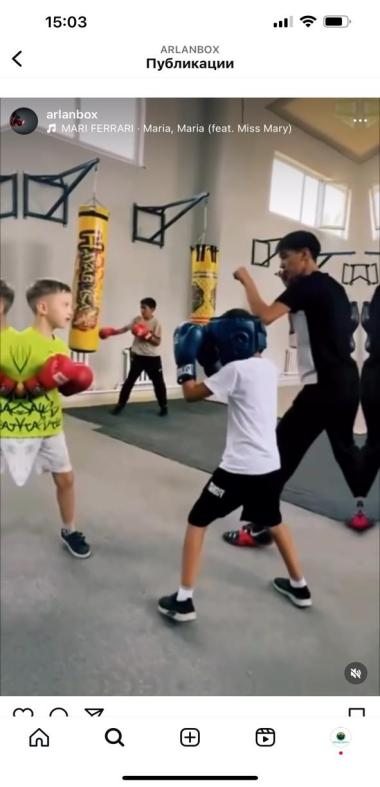 15:03
ARLANBOX
Публикации
arlanbox
MARI FERRARI · Maria, Maria (feat. Miss Mary)